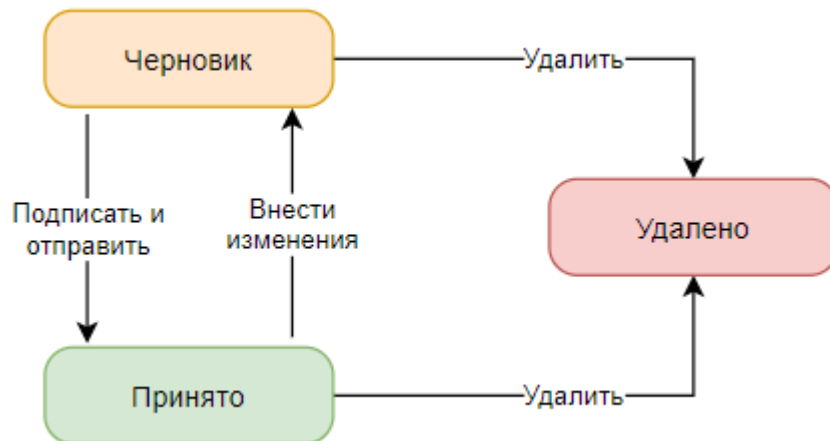 Черновик
Удалить
Подписать и
отправить
Внести
изменения
Удалено
Принято
Удалить